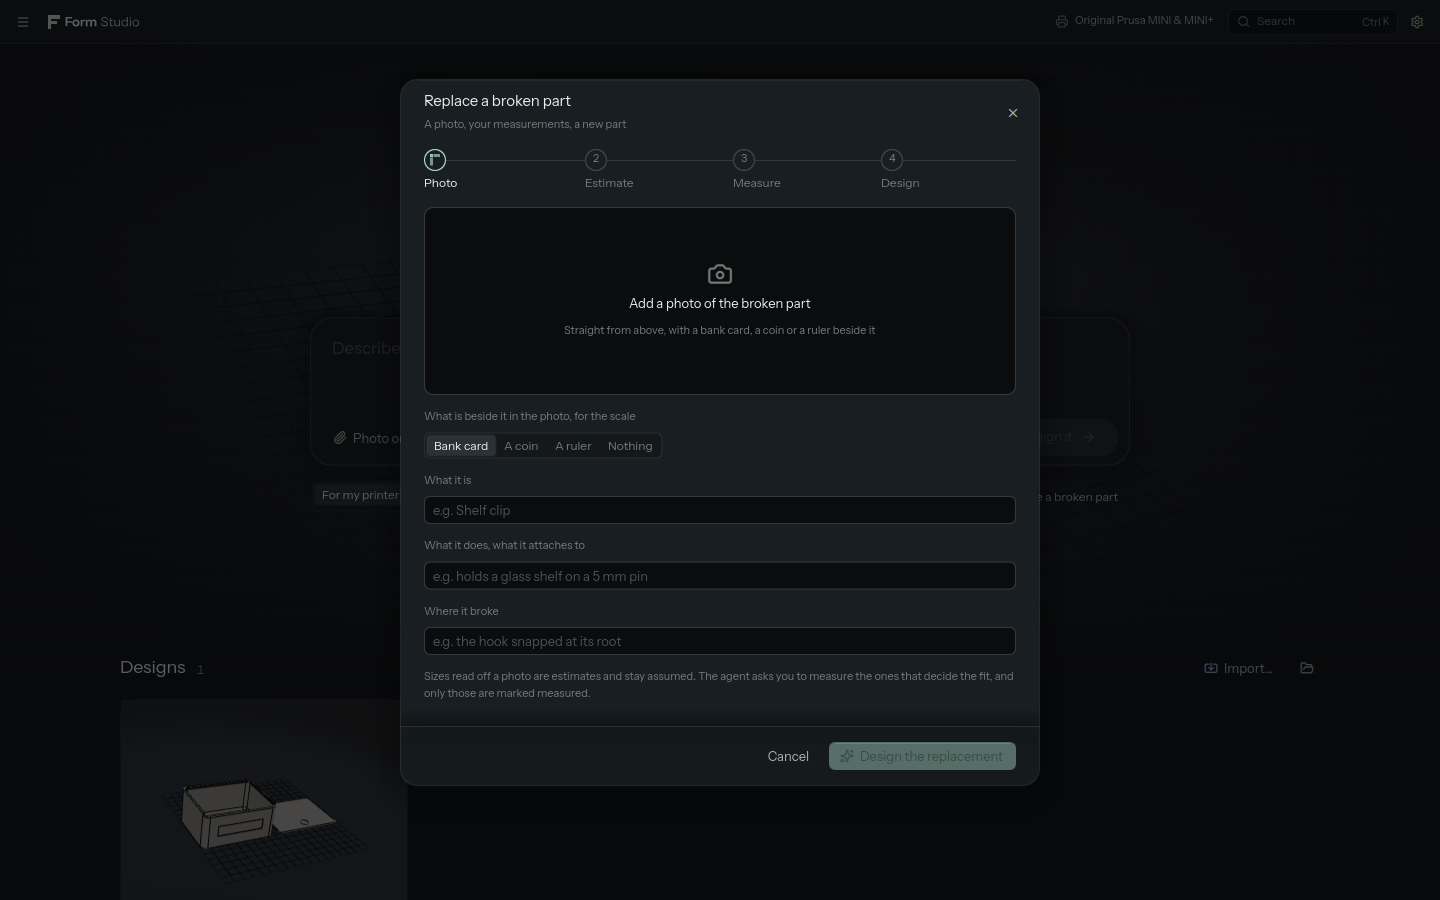 Form Studio
Original Prusa MINI & MINI+
Search
Ctrl K
Replace a broken part
A photo, your measurements, a new part
2
3
4
Photo
Estimate
Measure
Design
Add a photo of the broken part
Straight from above, with a bank card, a coin or a ruler beside it
Describe
What is beside it in the photo, for the scale
Photo o
ign it
Bank card
A coin
A ruler
Nothing
What it is
For my printer
e a broken part
e.g. Shelf clip
What it does, what it attaches to
e.g. holds a glass shelf on a 5 mm pin
Where it broke
e.g. the hook snapped at its root
Designs 1
Import...
Sizes read off a photo are estimates and stay assumed. The agent asks you to measure the ones that decide the fit, and
only those are marked measured.
Cancel
Design the replacement